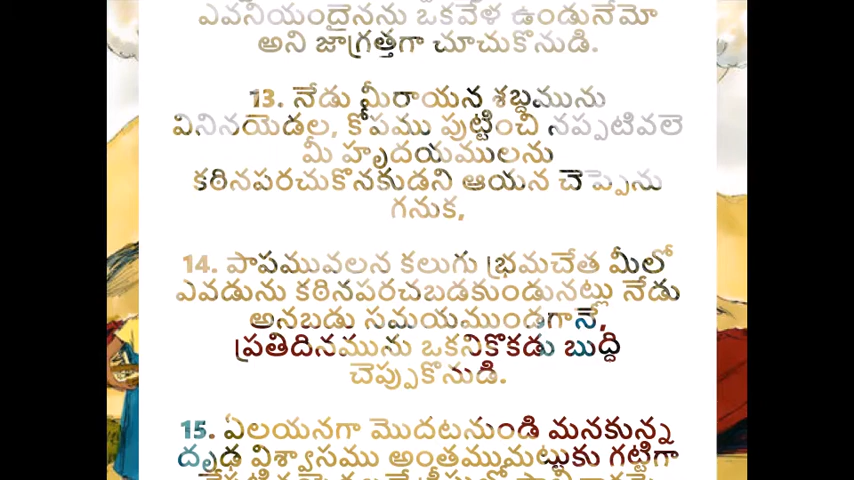 ఎవనియందైనను ఒకవేళ ఉండునేమో
అని జాగ్రత్తగా చూచుకొనుడి.
13. నేడు మీరాయన శబ్దమును
వినినయెడల, కోపము పుట్టించి నప్పటివలె
మీ హృదయములను
కఠినపరచుకొనకుడని ఆయన చెప్పెను
గనుక,
14. పాపమువలన కలుగు భ్రమచేత మీలో
ఎవడును కఠినపరచబడకుండునట్లు నేడు
అనబడు సమయముండగానే,
ప్రతిదినమును ఒకనికొకడు బుద్ది
చెప్పుకొనుడి.
15. ఏలయనగా మొదటనుండి మనకున్న
దృఢ విశ్వాసము అంతముమట్టుకు గట్టిగా